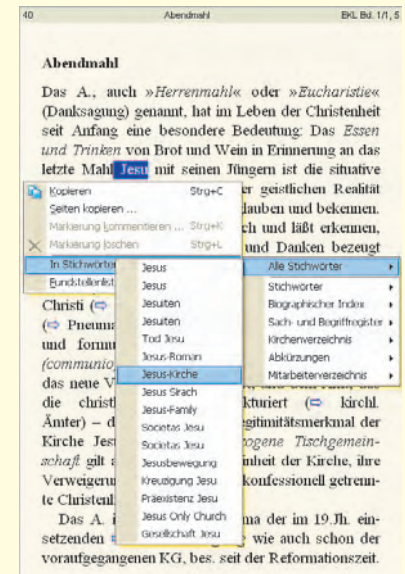 40 Abendmahl EKL Bd. 1/1, 5
Abendmahl
Das A., auch »Herrenmahl« oder »Eucharistie«
(Danksagung) genannt, hat im Leben der Christenheit
seit Anfang eine besondere Bedeutung: Das Essen
und Trinken von Brot und Wein in Erinnerung an das
letzte Mahl Jesu mit seinen Jüngern ist die situative
er geistlichen Realität
lauben und bekennen.
ch und läßt erkennen,
und Danken bezeugt
Kopieren Strg+C
Seiten kopieren ...
Markierung kommentieren ... Strg+K
Markierung löschen Strg+L
In Stichwörter
Fundstellenlist
Jesus
Jesus
Jesuiten
Jesuiten
Tod Jesu
Jesus-Roman
Jesus-Kirche
Jesus Sirach
Jesus-Family
Societas Jesu
Societas Jesu
Jesusbewegung
Kreuzigung Jesu
Präexistenz Jesu
Jesus Only Church
Gesellschaft Jesu
Alle Stichwörter
Stichwörter
Biographischer Index
Sach- und Begriffregister
Kirchenverzeichnis
Abkürzungen
Mitarbeiterverzeichnis
Christi (⇨
(⇨ Pneuma
und formu
(communio
das neue V
die christl kturiert (⇨ kirchl.
Ämter) – d egitimitätsmerkmal der
Kirche Jes ogene Tischgemein-
schaft gilt inheit der Kirche, ihre
Verweigeru konfessionell getrenn-
te Christenl
Das A. i ma der im 19.Jh. ein-
setzenden wie auch schon der
voraufgegangenen KG, bes. seit der Reformationszeit.